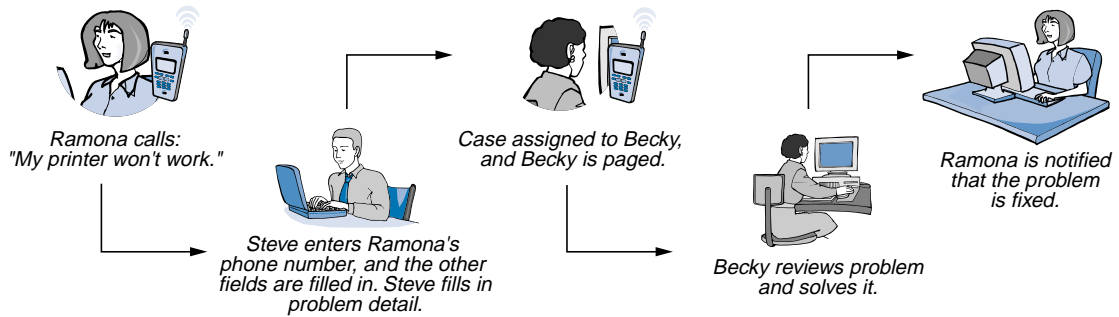 Ramona calls:
"My printer won't work."
Steve enters Ramona's
phone number, and the other
fields are filled in. Steve fills in
problem detail.
Case assigned to Becky,
and Becky is paged.
Becky reviews problem
and solves it.
Ramona is notified
that the problem
is fixed.